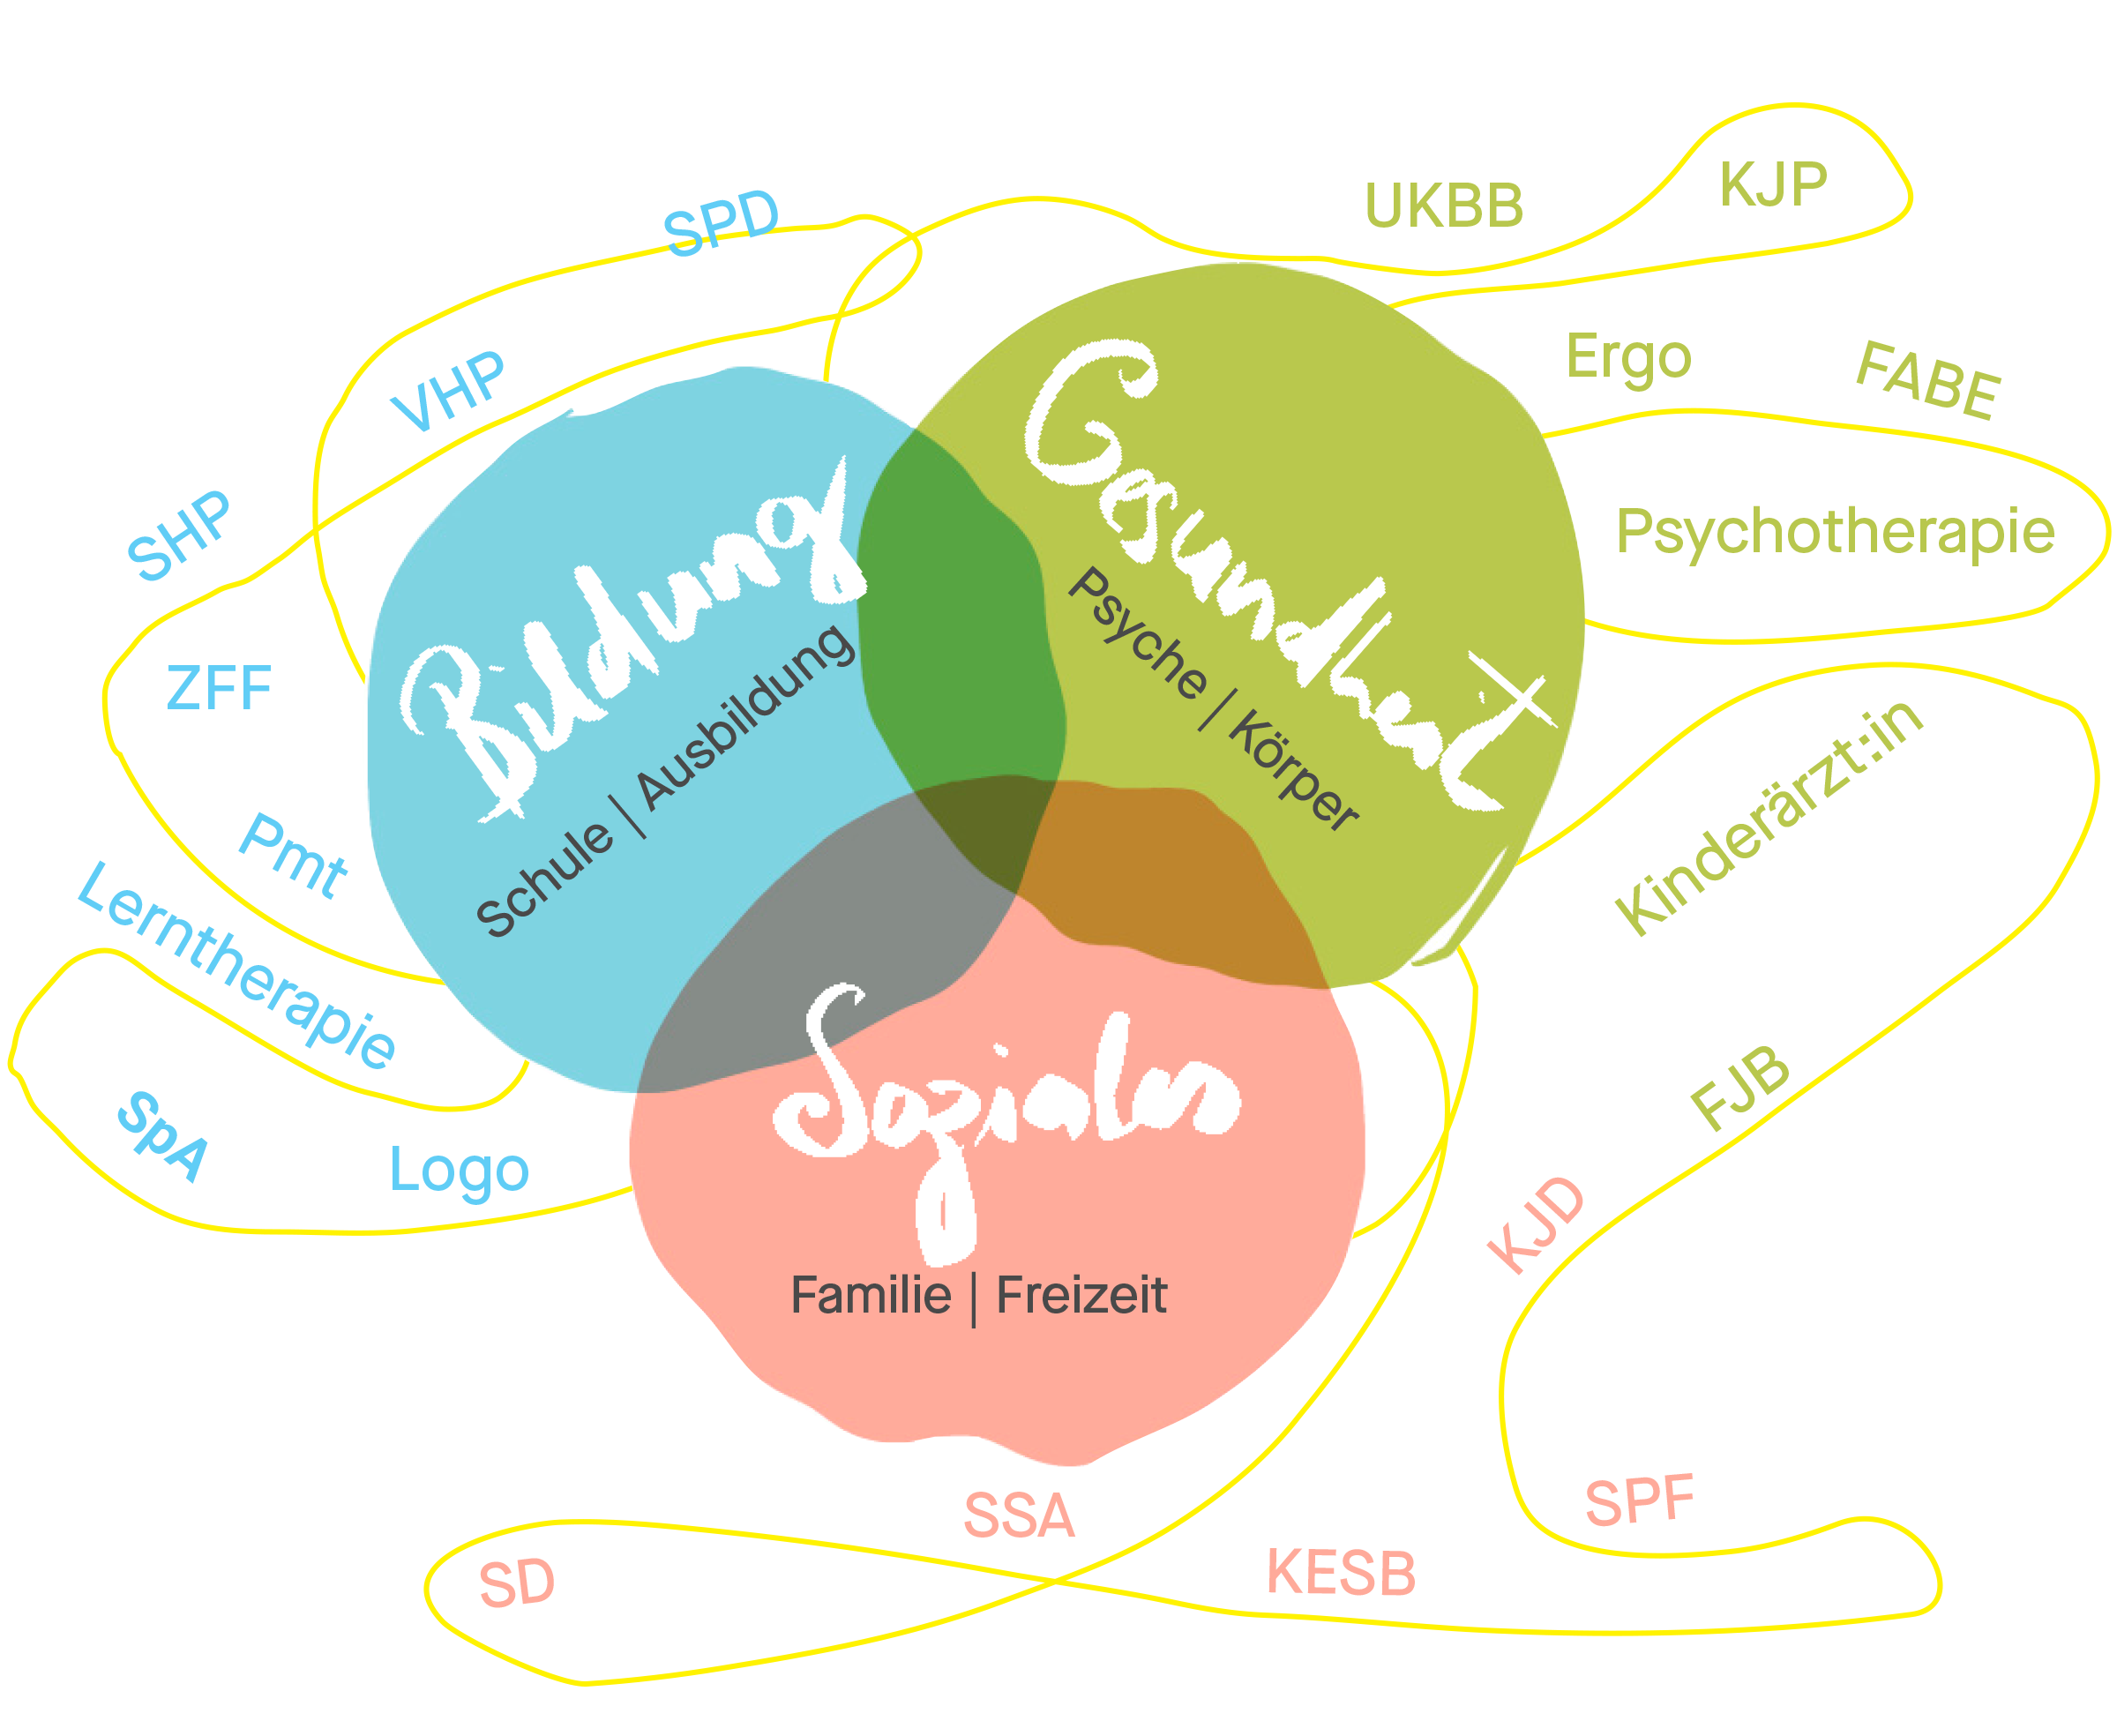 SPD
UKBB
KJP
VHP
Ergo
FABE
SHP
Psychotherapie
ZFF
Bildung
Schule | Ausbildung
Gesundheit
Psyche | Körper
Kinderärzt:in
Pmt
Lerntherapie
SpA
Logo
FJB
KJD
Soziales
Familie | Freizeit
SSA
SPF
SD
KESB